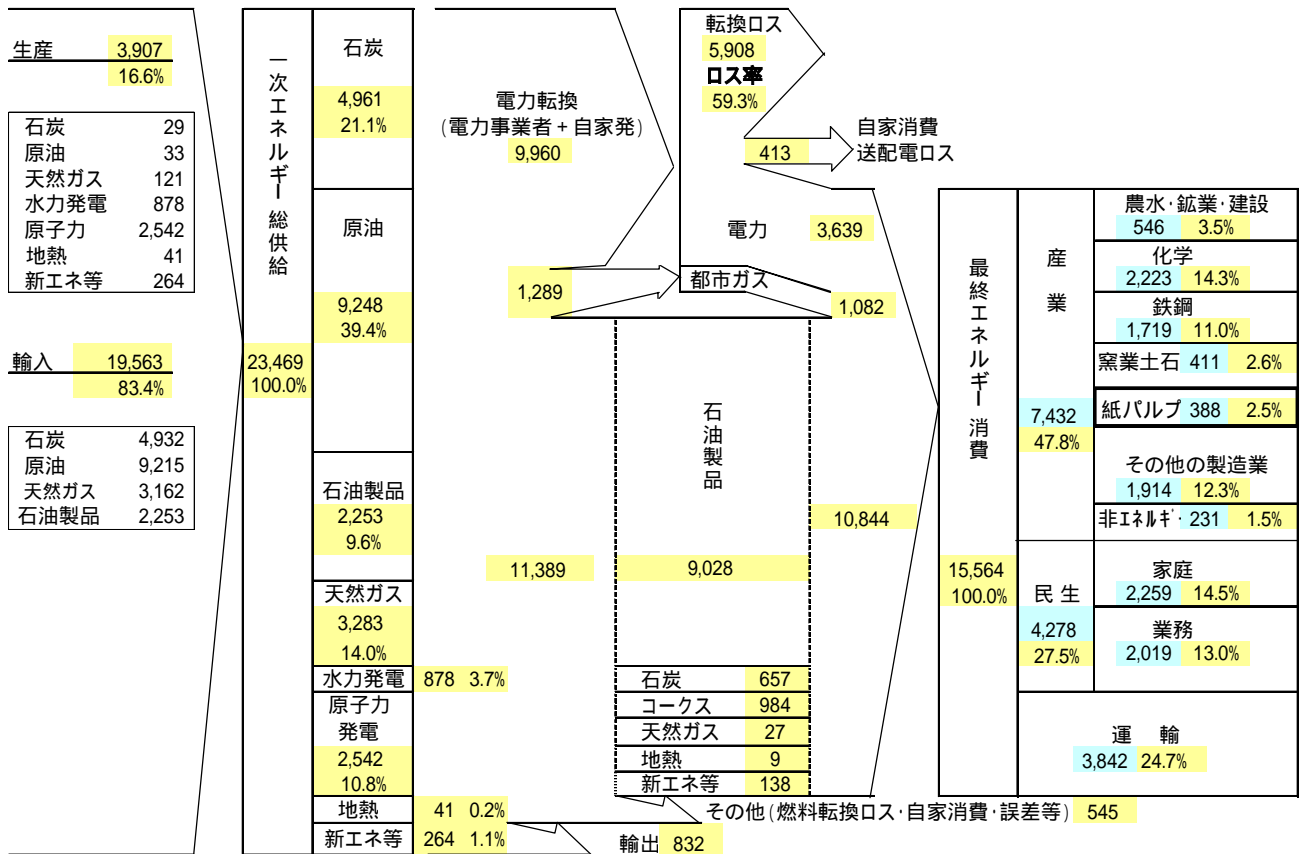 生産 3,907
16.6%
石炭 29
原油 33
天然ガス 121
水力発電 878
原子力 2,542
地熱 41
新エネ等 264
輸入 19,563
83.4%
石炭 4,932
原油 9,215
天然ガス 3,162
石油製品 2,253
一次エネルギー総供給
23,469
100.0%
石炭
4,961
21.1%
原油
9,248
39.4%
石油製品
2,253
9.6%
天然ガス
3,283
14.0%
水力発電 878 3.7%
原子力
発電
2,542
10.8%
地熱 41 0.2%
新エネ等 264 1.1%
電力転換
(電力事業者+自家発)
9,960
1,289
11,389
転換ロス
5,908
ロス率
59.3%
413
自家消費
送配電ロス
電力 3,639
都市ガス
1,082
石油製品
9,028
10,844
石炭 657
コークス 984
天然ガス 27
地熱 9
新エネ等 138
その他(燃料転換ロス・自家消費・誤差等) 545
輸出 832
最終エネルギー消費
15,564
100.0%
産業
7,432
47.8%
農水・鉱業・建設
546 3.5%
化学
2,223 14.3%
鉄鋼
1,719 11.0%
窯業土石 411 2.6%
紙パルプ 388 2.5%
その他の製造業
1,914 12.3%
非エネルギ・ 231 1.5%
民生
4,278
27.5%
家庭
2,259 14.5%
業務
2,019 13.0%
運輸
3,842 24.7%